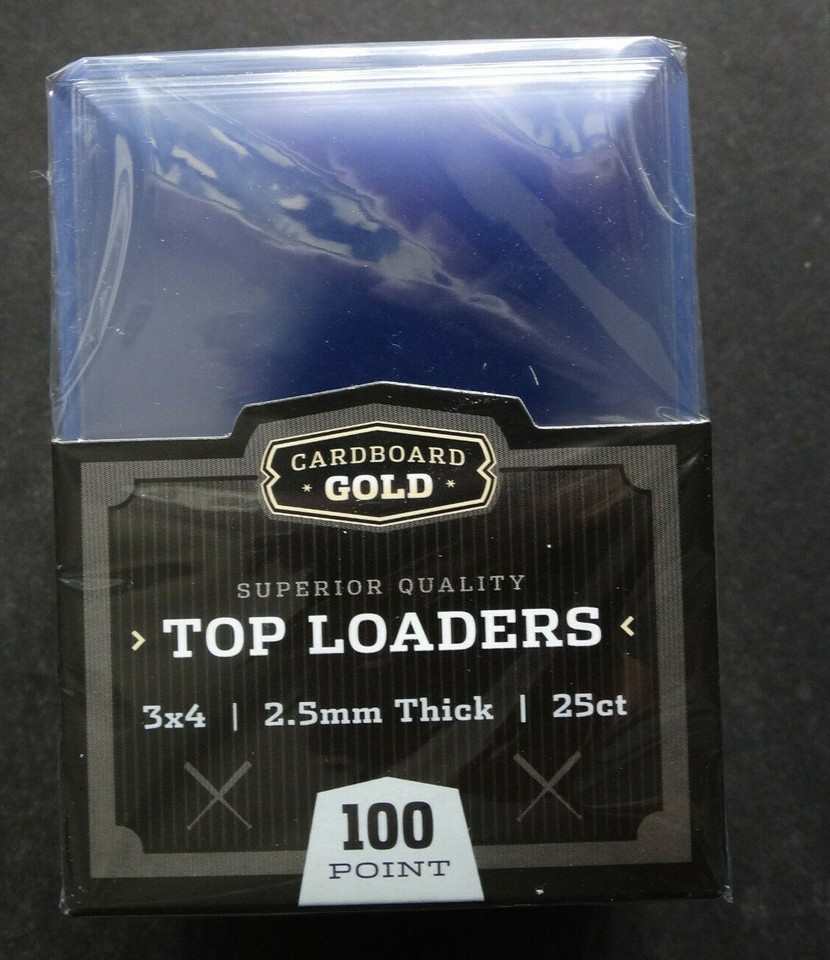 CARDBOARD
* GOLD *
SUPERIOR QUALITY
› TOP LOADERS ‹
3x4 | 2.5mm Thick | 25ct
100
POINT